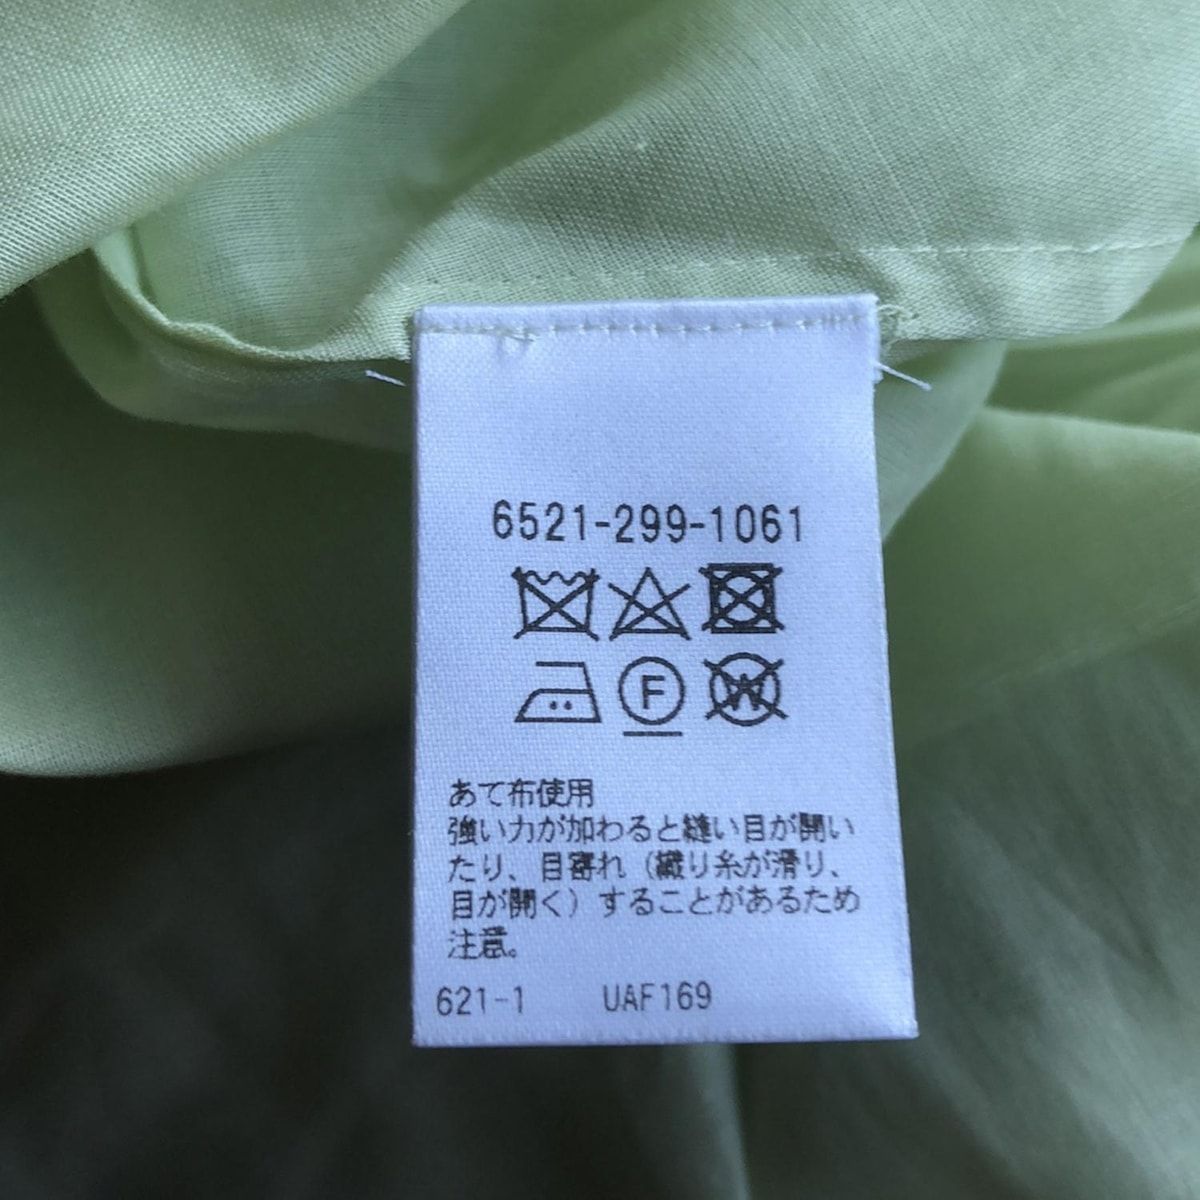 6521-299-1061
F
W
あて布使用
強い力が加わると縫い目が開い
たり、目寄れ（織り糸が滑り、
目が開く）することがあるため
注意。
621-1 UAF169